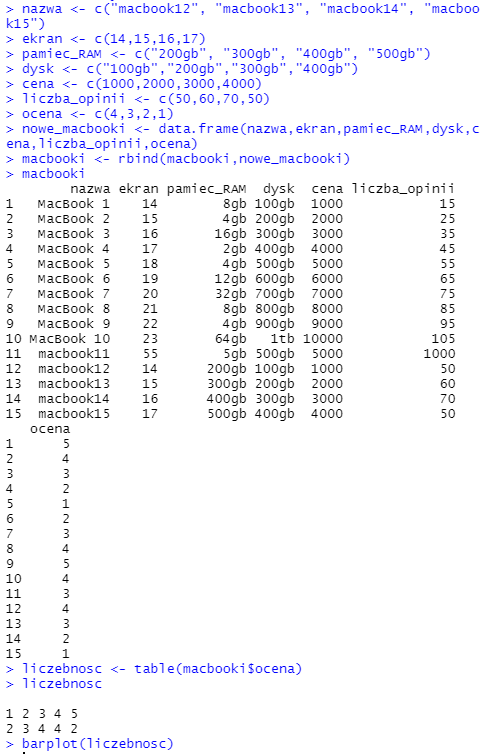 > nazwa <- c("macbook12", "macbook13", "macbook14", "macboo
k15")
> ekran <- c(14,15,16,17)
> pamiec_RAM <- c("200gb", "300gb", "400gb", "500gb")
> dysk <- c("100gb","200gb","300gb","400gb")
> cena <- c(1000,2000,3000,4000)
> liczba_opinii <- c(50,60,70,50)
> ocena <- c(4,3,2,1)
> nowe_macbooki <- data.frame(nazwa,ekran,pamiec_RAM,dysk,c
ena,liczba_opinii,ocena)
> macbooki <- rbind(macbooki,nowe_macbooki)
> macbooki
        nazwa ekran pamiec_RAM  dysk  cena liczba_opinii
1   MacBook 1    14        8gb 100gb  1000            15
2   MacBook 2    15        4gb 200gb  2000            25
3   MacBook 3    16       16gb 300gb  3000            35
4   MacBook 4    17        2gb 400gb  4000            45
5   MacBook 5    18        4gb 500gb  5000            55
6   MacBook 6    19       12gb 600gb  6000            65
7   MacBook 7    20       32gb 700gb  7000            75
8   MacBook 8    21        8gb 800gb  8000            85
9   MacBook 9    22        4gb 900gb  9000            95
10 MacBook 10    23       64gb   1tb 10000           105
11  macbook11    55        5gb 500gb  5000          1000
12  macbook12    14      200gb 100gb  1000            50
13  macbook13    15      300gb 200gb  2000            60
14  macbook14    16      400gb 300gb  3000            70
15  macbook15    17      500gb 400gb  4000            50
   ocena
1      5
2      4
3      3
4      2
5      1
6      2
7      3
8      4
9      5
10     4
11     3
12     4
13     3
14     2
15     1
> liczebnosc <- table(macbooki$ocena)
> liczebnosc

1 2 3 4 5
2 3 4 4 2
> barplot(liczebnosc)